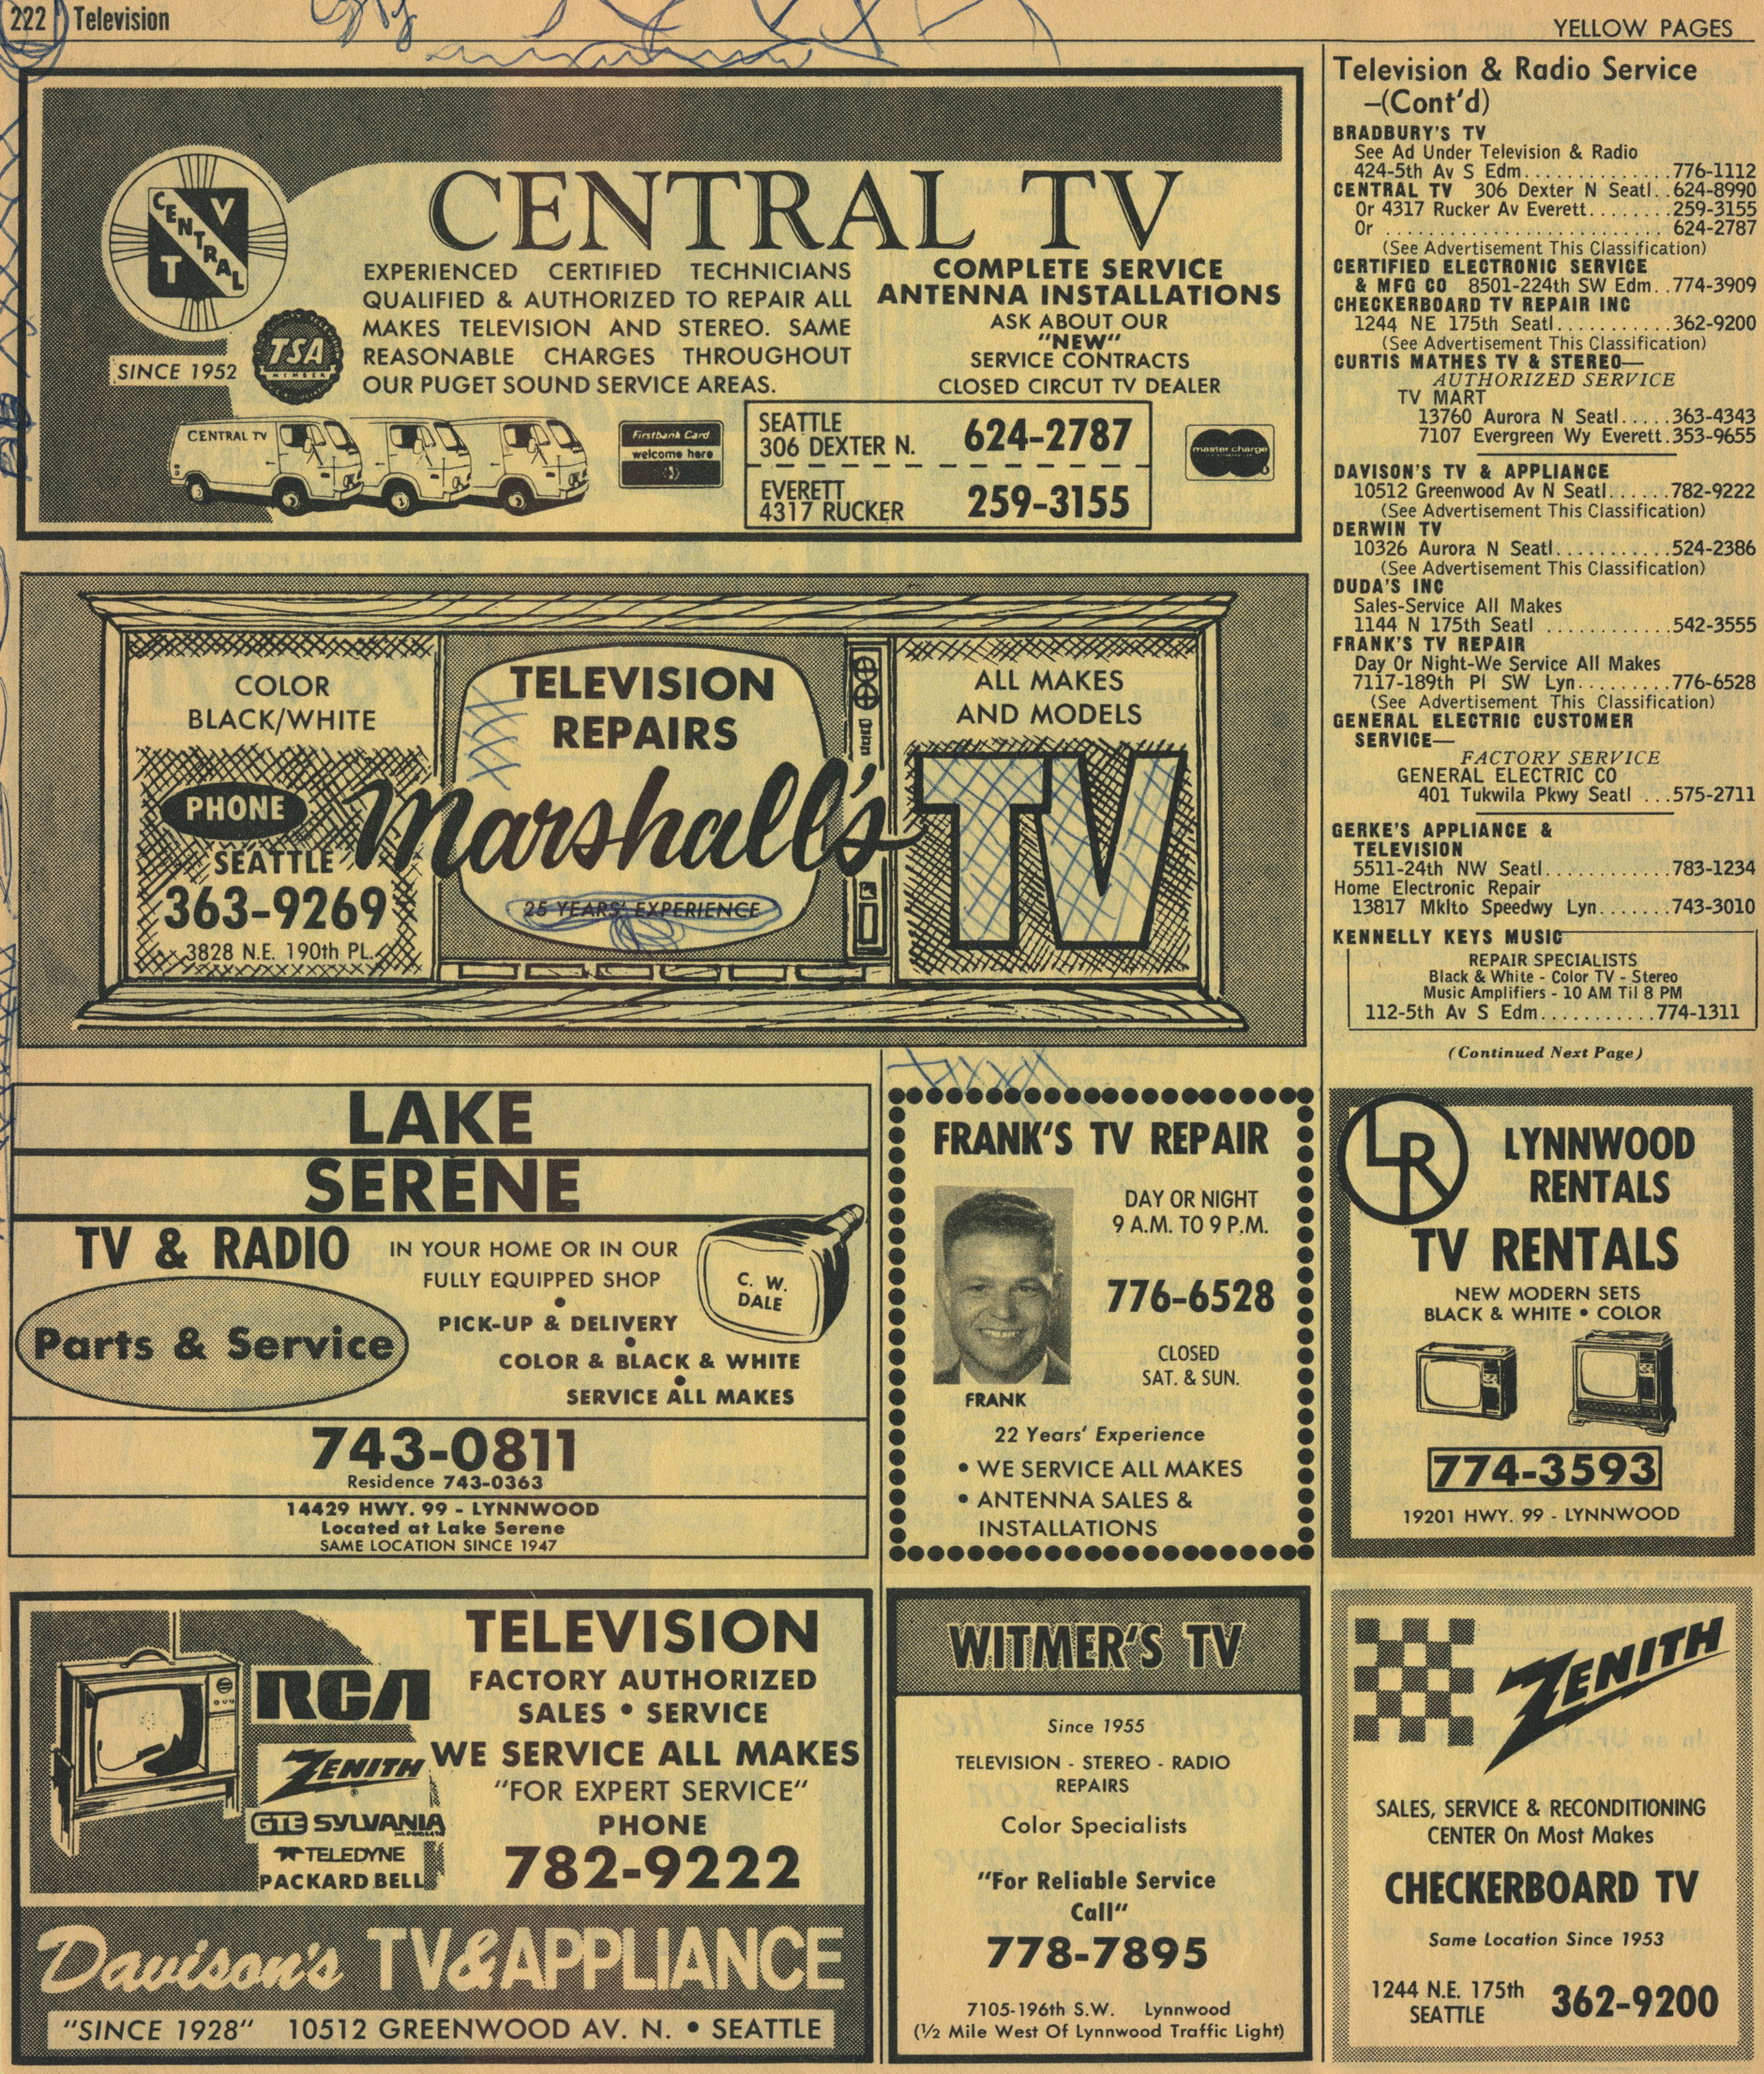 222 Television
YELLOW PAGES
CENTRAL TV
CENTRAL
T V
SINCE 1952
TSA
MEMBER
EXPERIENCED CERTIFIED TECHNICIANS
QUALIFIED & AUTHORIZED TO REPAIR ALL
MAKES TELEVISION AND STEREO. SAME
REASONABLE CHARGES THROUGHOUT
OUR PUGET SOUND SERVICE AREAS.
COMPLETE SERVICE
ANTENNA INSTALLATIONS
ASK ABOUT OUR
"NEW"
SERVICE CONTRACTS
CLOSED CIRCUT TV DEALER
CENTRAL TV
Firstbank Card
welcome here
SEATTLE
306 DEXTER N. 624-2787
EVERETT
4317 RUCKER 259-3155
master charge
COLOR
BLACK/WHITE
PHONE
SEATTLE
363-9269
3828 N.E. 190th PL.
TELEVISION
REPAIRS
Marshall's TV
25 YEARS' EXPERIENCE
ALL MAKES
AND MODELS
LAKE
SERENE
TV & RADIO
Parts & Service
IN YOUR HOME OR IN OUR
FULLY EQUIPPED SHOP
•
PICK-UP & DELIVERY
•
COLOR & BLACK & WHITE
•
SERVICE ALL MAKES
C. W.
DALE
743-0811
Residence 743-0363
14429 HWY. 99 - LYNNWOOD
Located at Lake Serene
SAME LOCATION SINCE 1947
FRANK'S TV REPAIR
DAY OR NIGHT
9 A.M. TO 9 P.M.
776-6528
CLOSED
SAT. & SUN.
FRANK
22 Years' Experience
• WE SERVICE ALL MAKES
• ANTENNA SALES &
INSTALLATIONS
TELEVISION
FACTORY AUTHORIZED
SALES • SERVICE
WE SERVICE ALL MAKES
"FOR EXPERT SERVICE"
PHONE
782-9222
RCA
ZENITH
GTE SYLVANIA
TELEDYNE
PACKARD BELL
Davison's TV & APPLIANCE
"SINCE 1928" 10512 GREENWOOD AV. N. • SEATTLE
WITMER'S TV
Since 1955
TELEVISION - STEREO - RADIO
REPAIRS
Color Specialists
"For Reliable Service
Call"
778-7895
7105-196th S.W. Lynnwood
(½ Mile West Of Lynnwood Traffic Light)
Television & Radio Service
—(Cont'd)
BRADBURY'S TV
See Ad Under Television & Radio
424-5th Av S Edm.............776-1112
CENTRAL TV 306 Dexter N Seatl..624-8990
Or 4317 Rucker Av Everett........259-3155
Or ..........................624-2787
(See Advertisement This Classification)
CERTIFIED ELECTRONIC SERVICE
& MFG CO 8501-224th SW Edm..774-3909
CHECKERBOARD TV REPAIR INC
1244 NE 175th Seatl...........362-9200
(See Advertisement This Classification)
CURTIS MATHES TV & STEREO—
AUTHORIZED SERVICE
TV MART
13760 Aurora N Seatl.....363-4343
7107 Evergreen Wy Everett.353-9655
DAVISON'S TV & APPLIANCE
10512 Greenwood Av N Seatl......782-9222
(See Advertisement This Classification)
DERWIN TV
10326 Aurora N Seatl...........524-2386
(See Advertisement This Classification)
DUDA'S INC
Sales-Service All Makes
1144 N 175th Seatl ............542-3555
FRANK'S TV REPAIR
Day Or Night-We Service All Makes
7117-189th Pl SW Lyn.........776-6528
(See Advertisement This Classification)
GENERAL ELECTRIC CUSTOMER
SERVICE—
FACTORY SERVICE
GENERAL ELECTRIC CO
401 Tukwila Pkwy Seatl ...575-2711
GERKE'S APPLIANCE &
TELEVISION
5511-24th NW Seatl............783-1234
Home Electronic Repair
13817 Mklto Speedwy Lyn.......743-3010
KENNELLY KEYS MUSIC
REPAIR SPECIALISTS
Black & White - Color TV - Stereo
Music Amplifiers - 10 AM Til 8 PM
112-5th Av S Edm...........774-1311
(Continued Next Page)
LR
LYNNWOOD
RENTALS
TV RENTALS
NEW MODERN SETS
BLACK & WHITE • COLOR
774-3593
19201 HWY. 99 - LYNNWOOD
ZENITH
SALES, SERVICE & RECONDITIONING
CENTER On Most Makes
CHECKERBOARD TV
Same Location Since 1953
1244 N.E. 175th
SEATTLE 362-9200